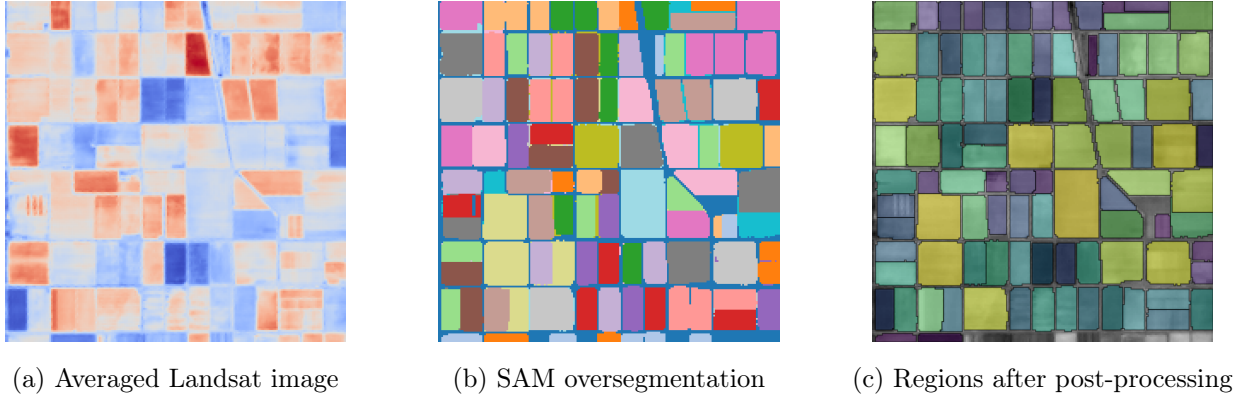 (a) Averaged Landsat image
(b) SAM oversegmentation
(c) Regions after post-processing